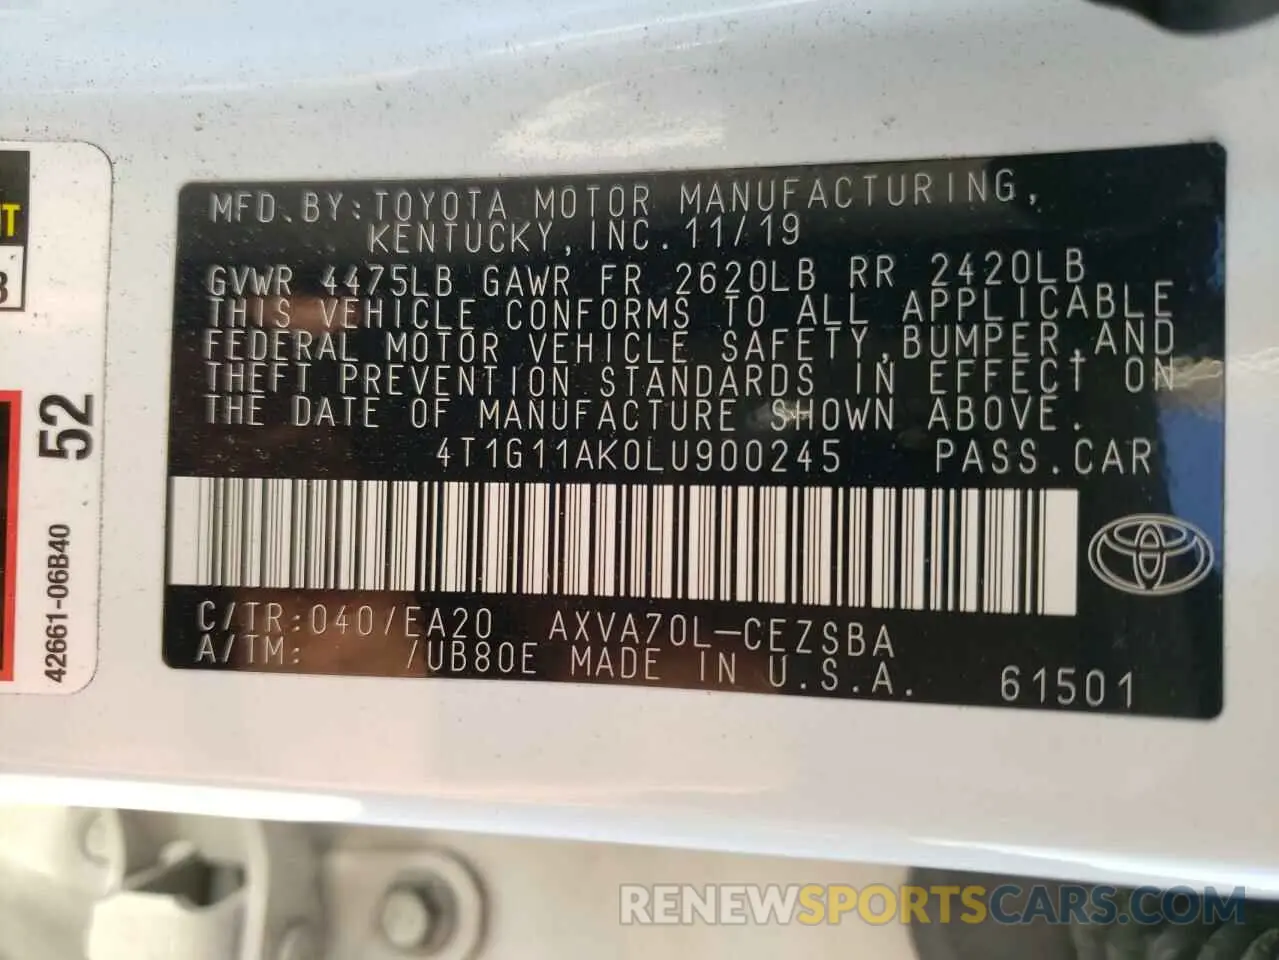 MFD.BY:TOYOTA MOTOR MANUFACTURING,
KENTUCKY,INC.11/19
GVWR 4475LB GAWR FR 2620LB RR 2420LB
THIS VEHICLE CONFORMS TO ALL APPLICABLE
FEDERAL MOTOR VEHICLE SAFETY,BUMPER,AND
THEFT PREVENTION STANDARDS IN EFFECT ON
THE DATE OF MANUFACTURE SHOWN ABOVE.
4T1G11AK0LU900245 PASS.CAR
C/TR:040/EA20 AXVA70L-CEZSBA
A/TM: /UB80E MADE IN U.S.A. 61501
52
42661-06B40
RENEWSPORTSCARS.COM